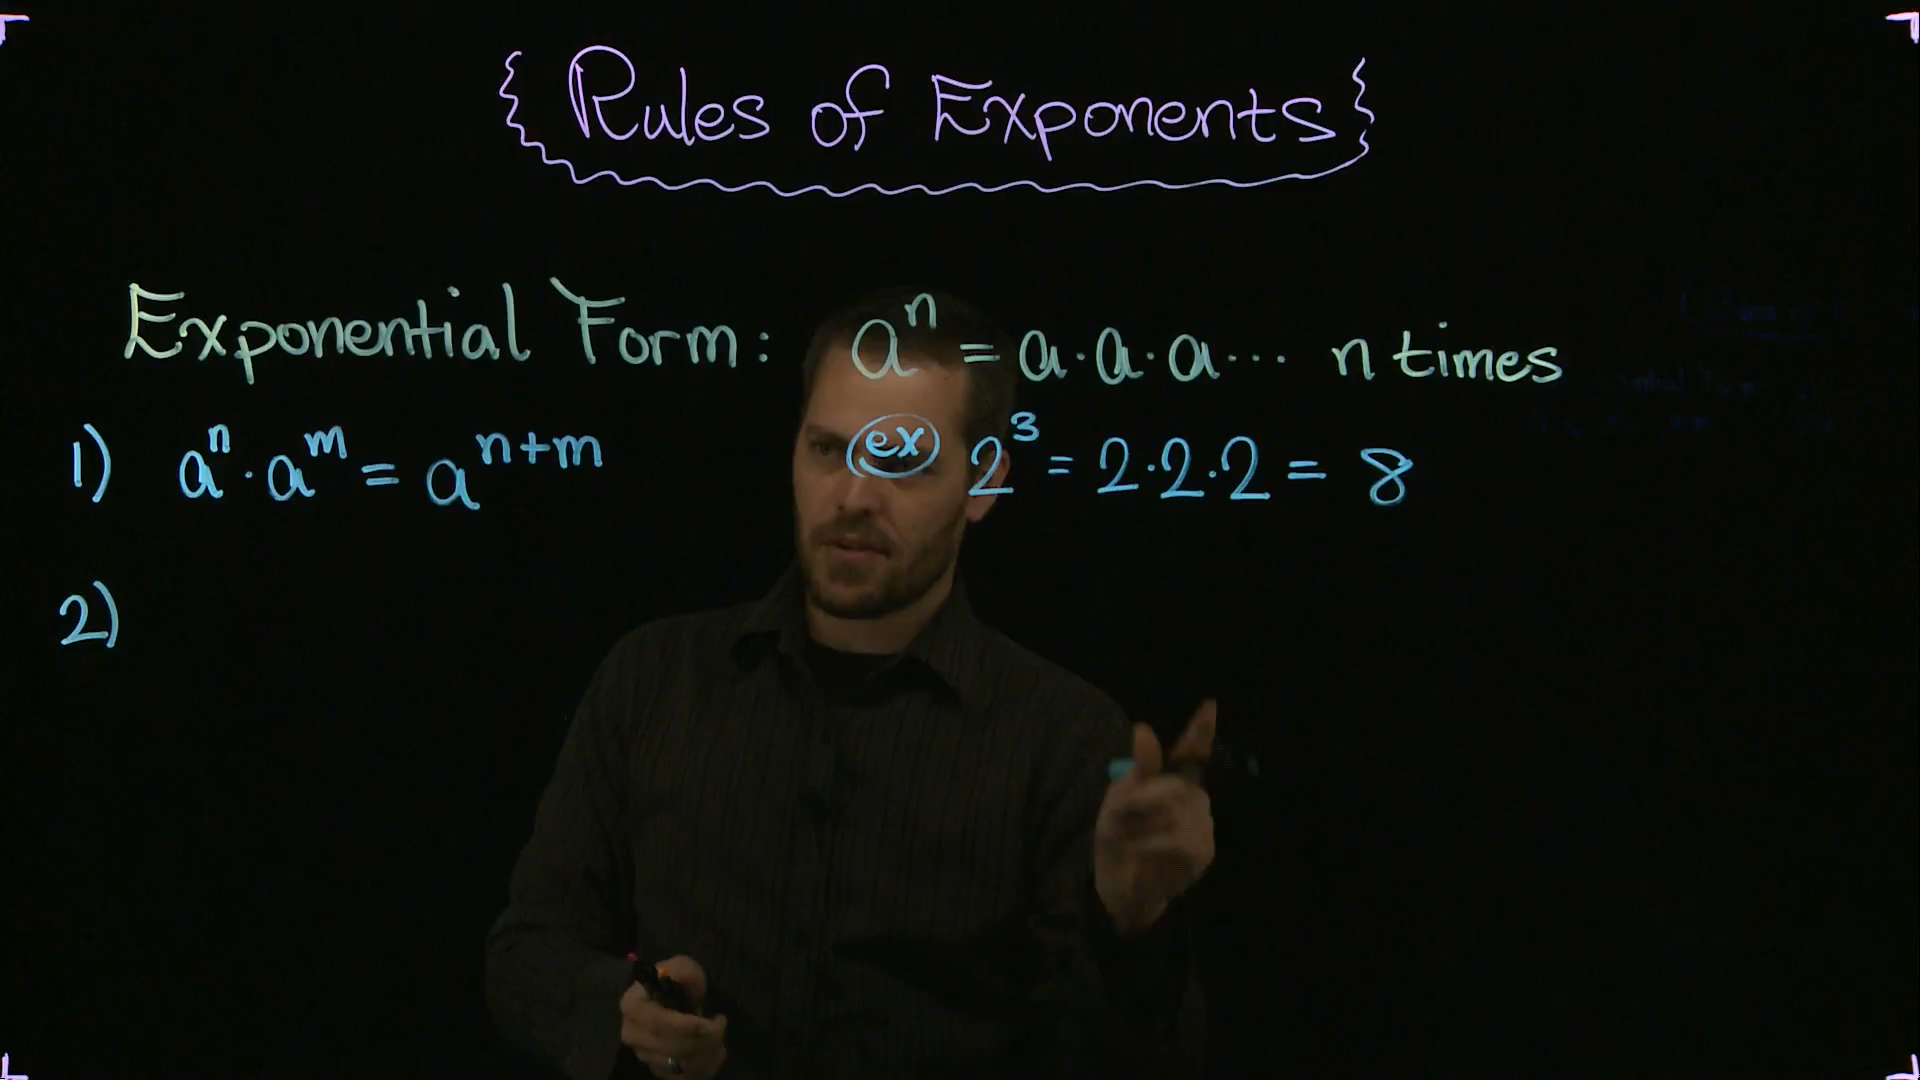 {Rules of Exponents}
Exponential Form: aⁿ = a·a·a··· n times
1) aⁿ·aᵐ = aⁿ⁺ᵐ (ex) 2³ = 2·2·2 = 8
2)